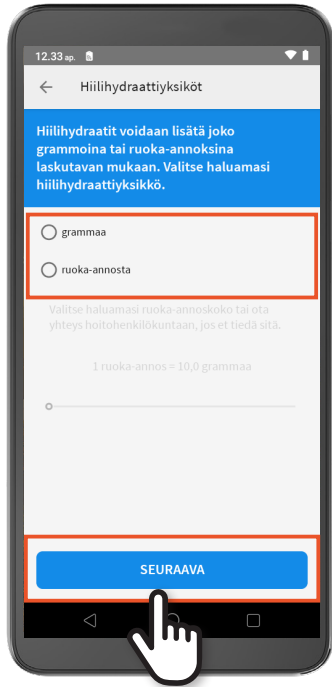 12.33 ap.
Hiilihydraattiyksiköt
Hiilihydraatit voidaan lisätä joko
grammoina tai ruoka-annoksina
laskutavan mukaan. Valitse haluamasi
hiilihydraattiyksikkö.
grammaa
ruoka-annosta
Valitse haluamasi ruoka-annoskoko tai ota
yhteys hoitohenkilökuntaan, jos et tiedä sitä.
1 ruoka-annos = 10,0 grammaa
SEURAAVA